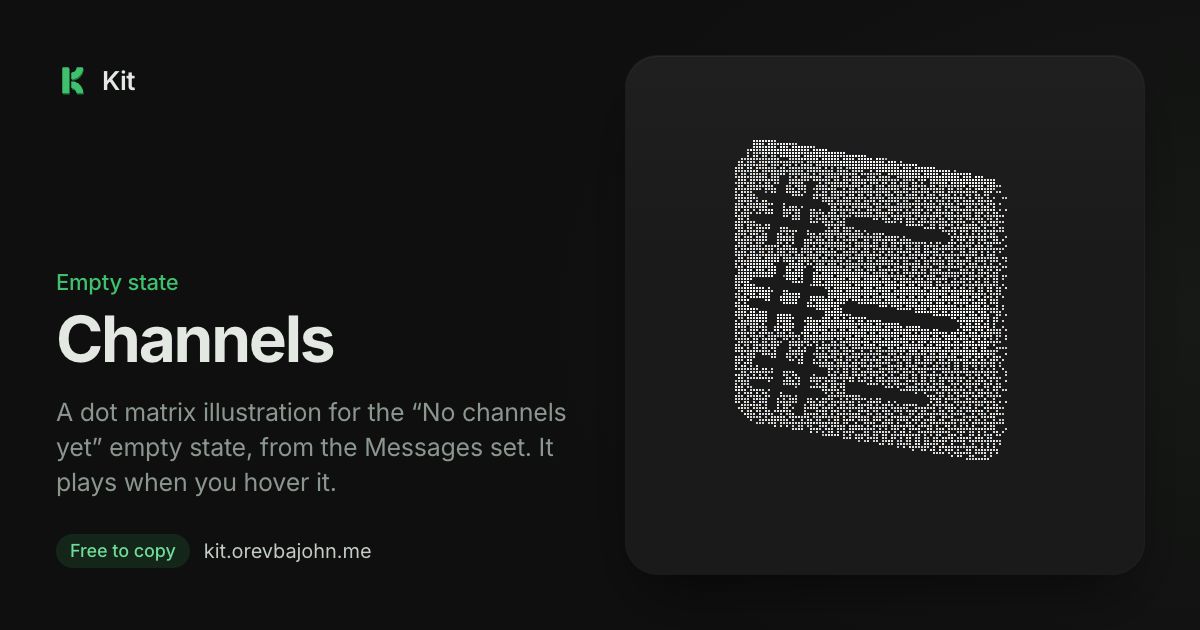 Kit
Empty state
Channels
A dot matrix illustration for the “No channels
yet” empty state, from the Messages set. It
plays when you hover it.
Free to copy
kit.orevbajohn.me